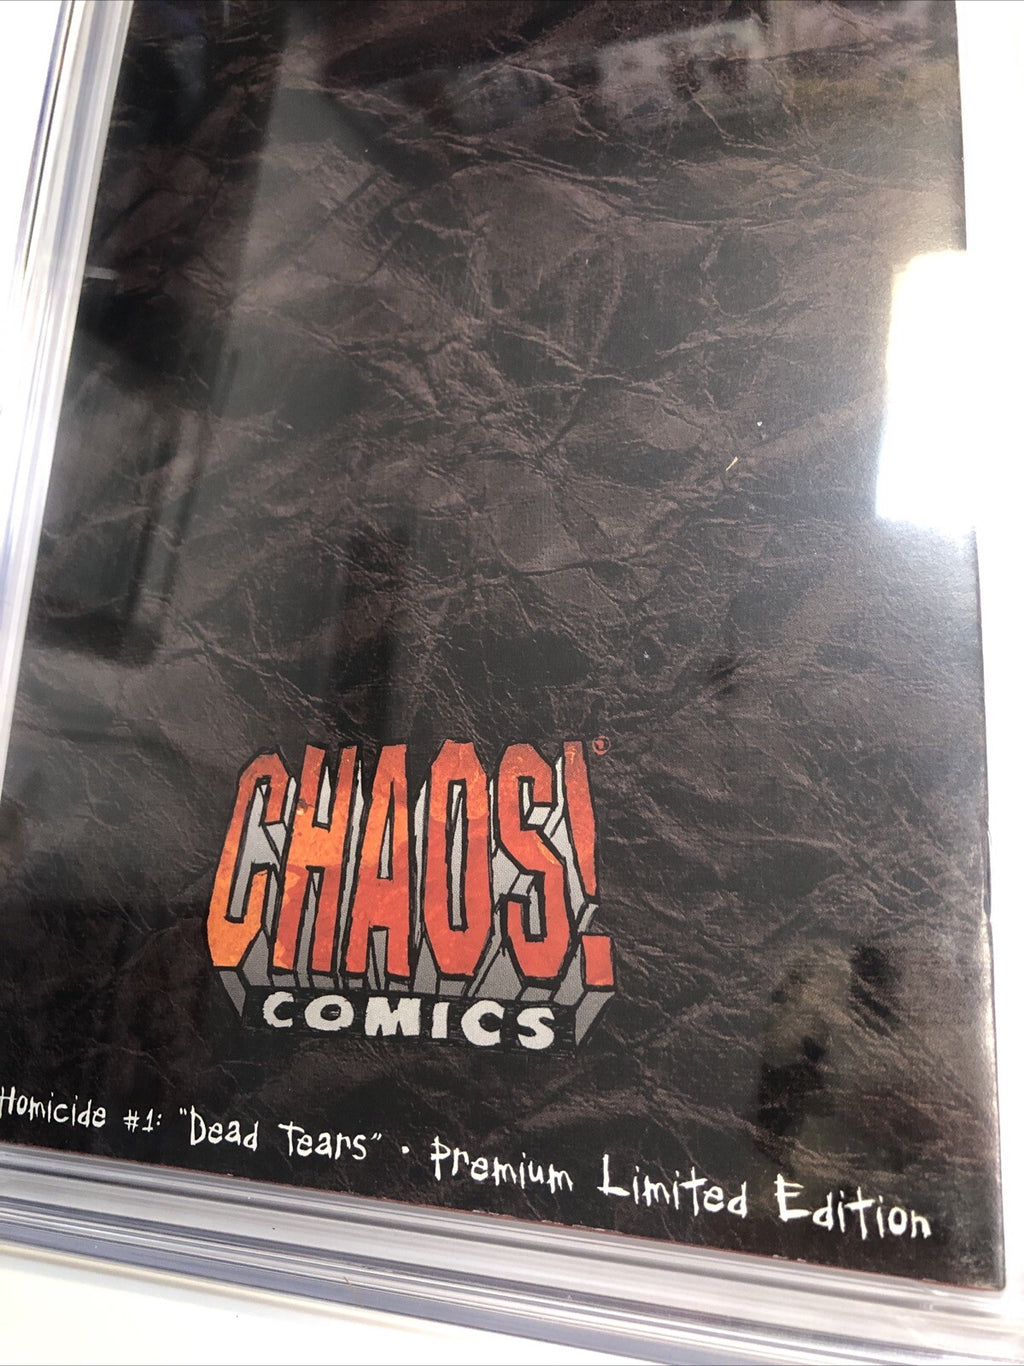 CHAOS!®
COMICS
Homicide #1: "Dead Tears" • Premium Limited Edition